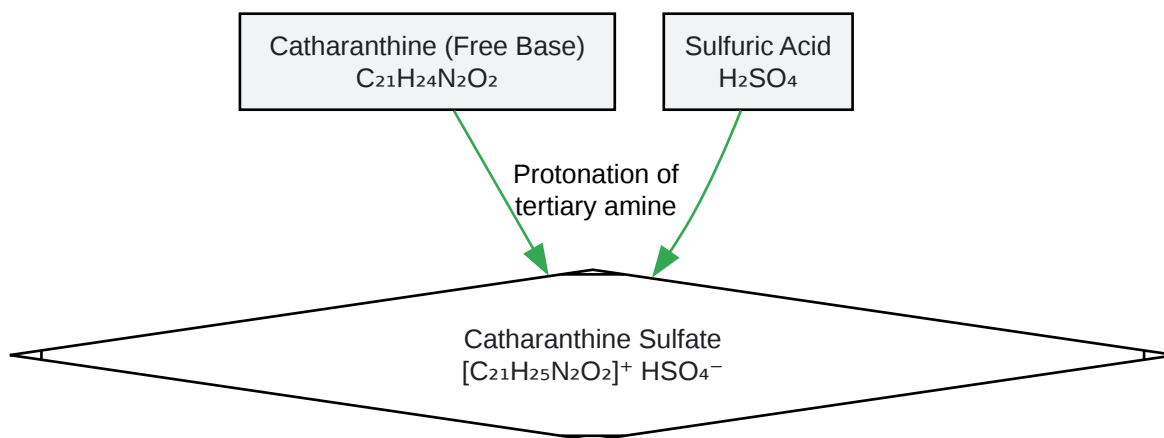 Catharanthine (Free Base)
C₂₁H₂₄N₂O₂
Sulfuric Acid
H₂SO₄
Protonation of
tertiary amine
Catharanthine Sulfate
[C₂₁H₂₅N₂O₂]⁺ HSO₄⁻